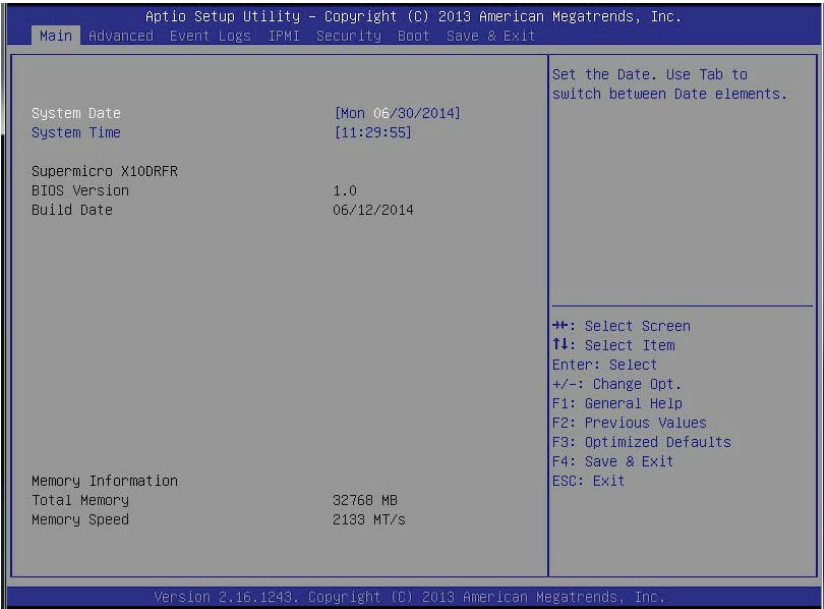 Aptio Setup Utility – Copyright (C) 2013 American Megatrends, Inc.
Main Advanced Event Logs IPMI Security Boot Save & Exit
Set the Date. Use Tab to
switch between Date elements.
System Date [Mon 06/30/2014]
System Time [11:29:55]
Supermicro X10DRFR
BIOS Version 1.0
Build Date 06/12/2014
Memory Information
Total Memory 32768 MB
Memory Speed 2133 MT/s
→←: Select Screen
↑↓: Select Item
Enter: Select
+/-: Change Opt.
F1: General Help
F2: Previous Values
F3: Optimized Defaults
F4: Save & Exit
ESC: Exit
Version 2.16.1243. Copyright (C) 2013 American Megatrends, Inc.